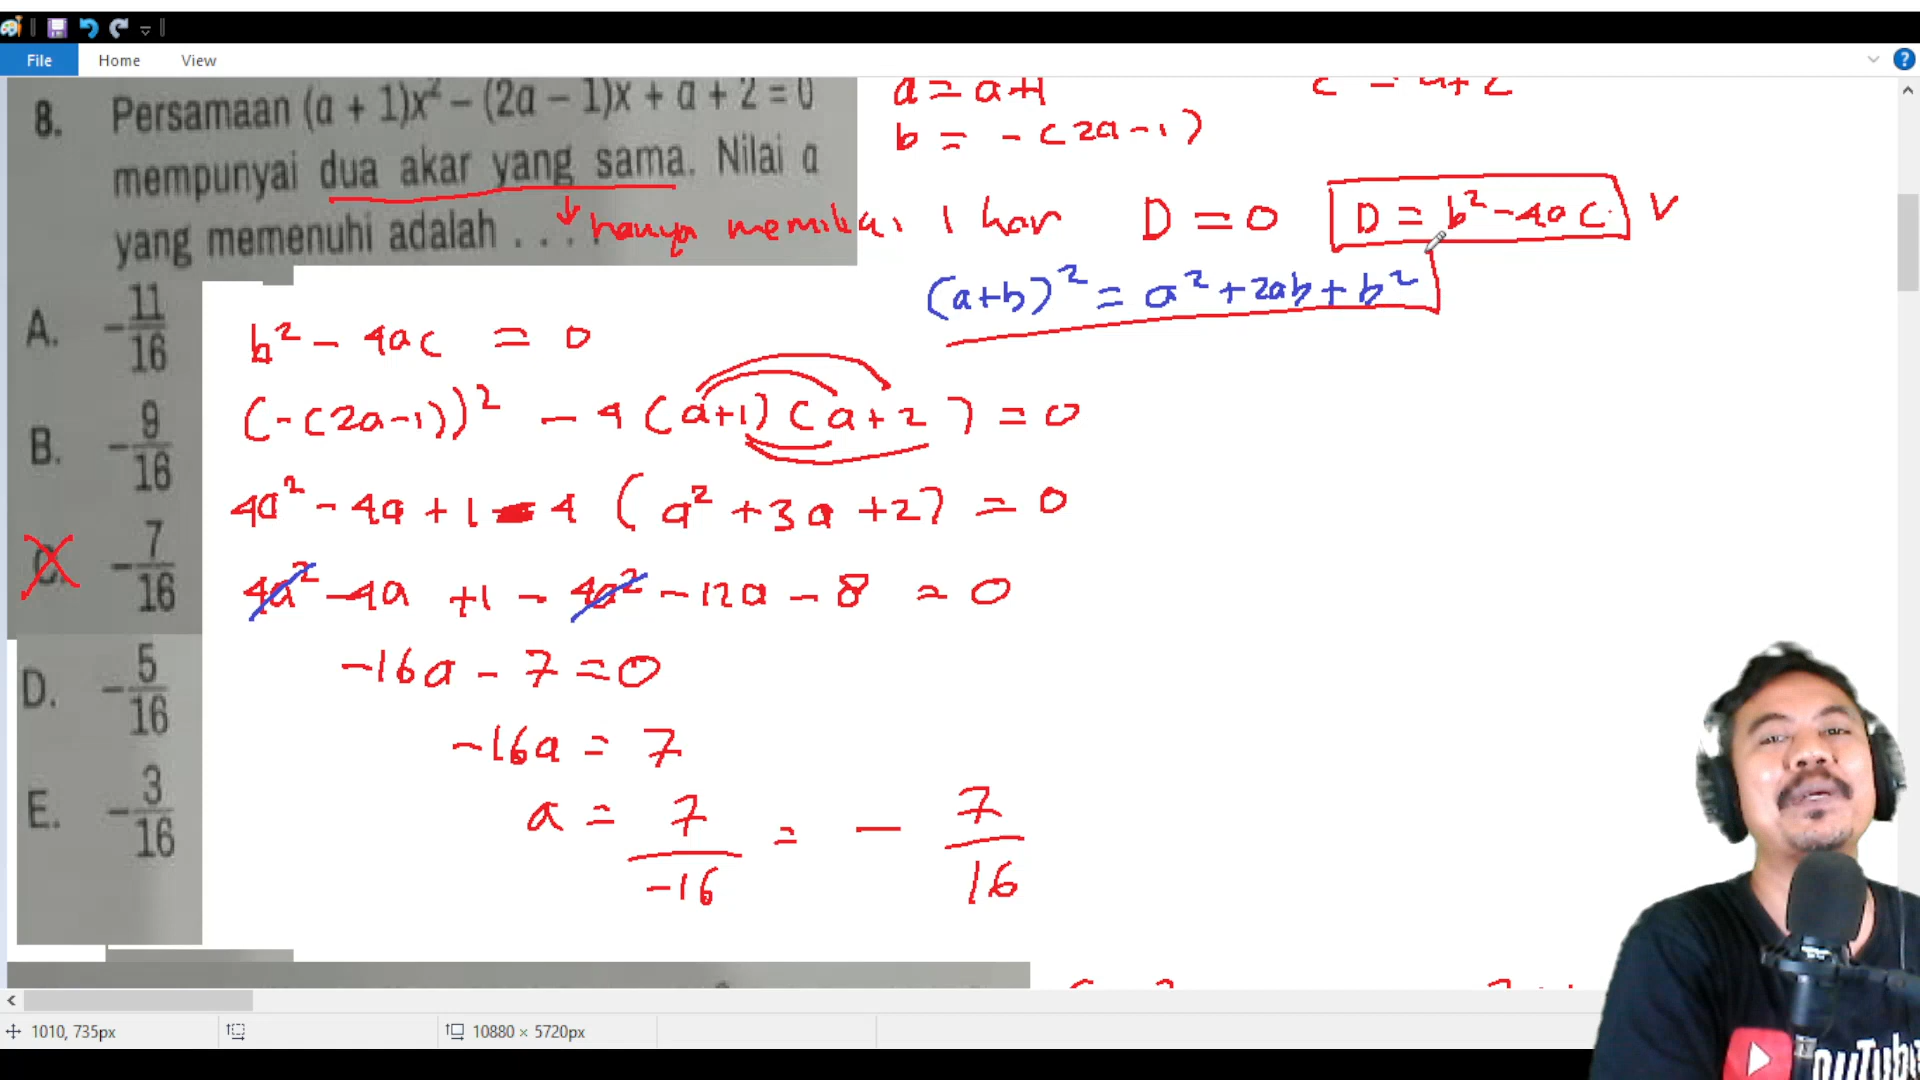 File Home View
8. Persamaan (a + 1)x² – (2a – 1)x + a + 2 = 0
mempunyai dua akar yang sama. Nilai a
yang memenuhi adalah . . . .
A. -11/16
B. -9/16
C. -7/16
D. -5/16
E. -3/16
a = a+1
b = -(2a-1)
hanya memiliki 1 kar D = 0 D = b² - 4ac. V
(a+b)² = a² + 2ab + b²
b² - 4ac = 0
(-(2a-1))² - 4(a+1)(a+2) = 0
4a² - 4a + 1 - 4(a² + 3a + 2) = 0
4a² - 4a + 1 - 4a² - 12a - 8 = 0
-16a - 7 = 0
-16a = 7
a = 7/-16 = - 7/16
1010, 735px 10880 × 5720px